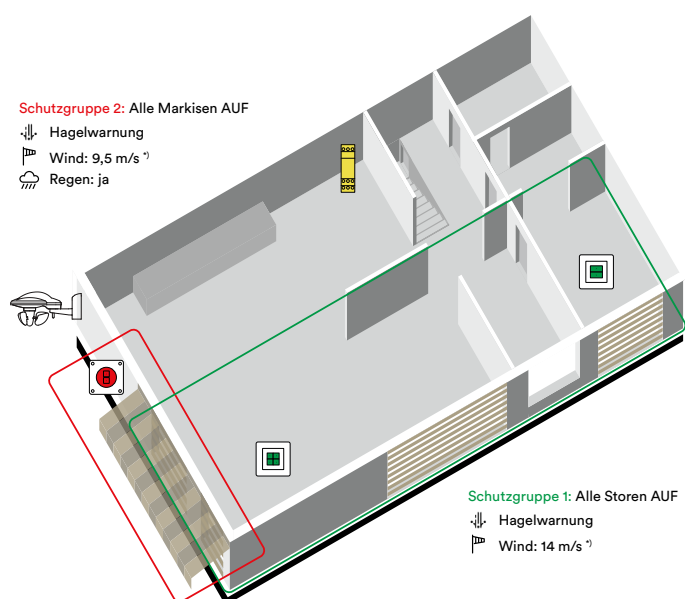 Schutzgruppe 2: Alle Markisen AUF
Hagelwarnung
Wind: 9,5 m/s *)
Regen: ja
Schutzgruppe 1: Alle Storen AUF
Hagelwarnung
Wind: 14 m/s *)